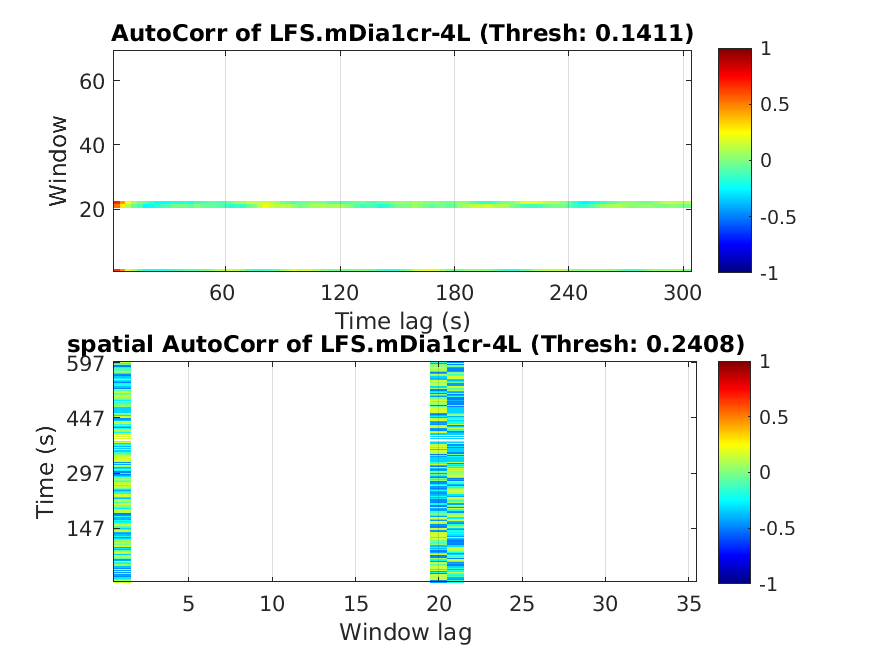 AutoCorr of LFS.mDia1cr-4L (Thresh: 0.1411)
Window
60
40
20
60 120 180 240 300
Time lag (s)
1
0.5
0
-0.5
-1
spatial AutoCorr of LFS.mDia1cr-4L (Thresh: 0.2408)
Time (s)
597
447
297
147
5 10 15 20 25 30 35
Window lag
1
0.5
0
-0.5
-1